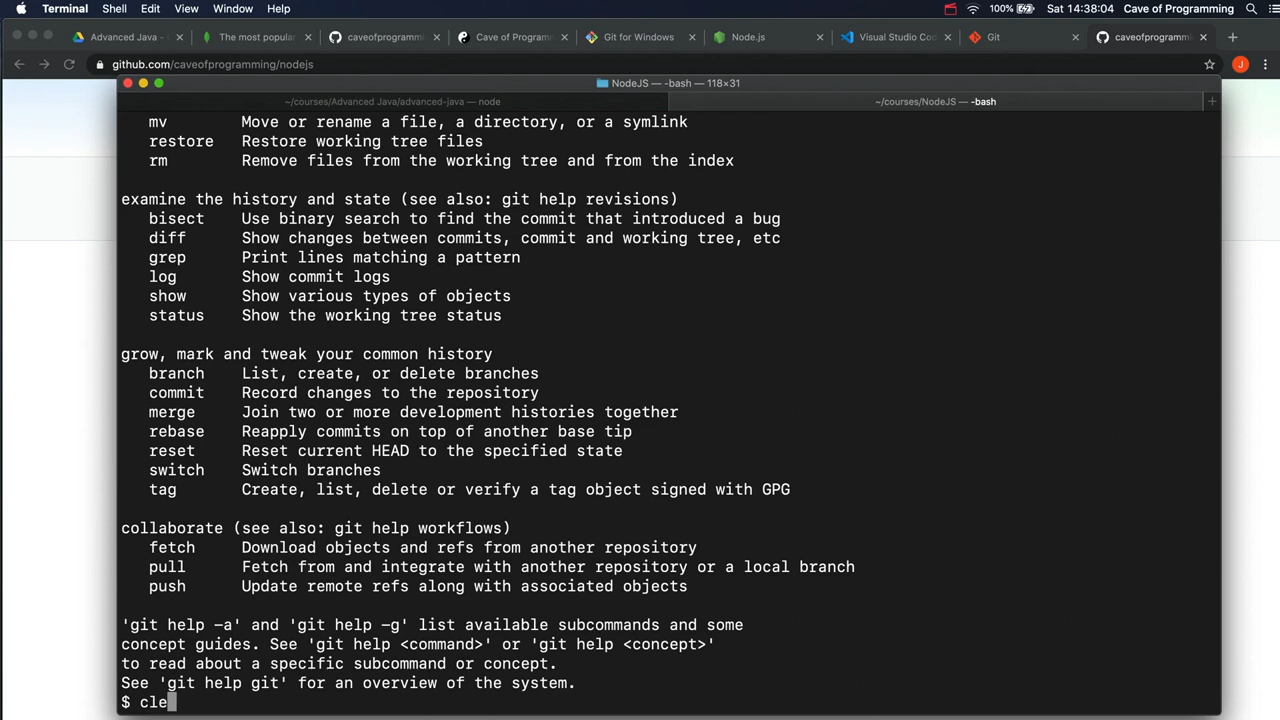 Terminal Shell Edit View Window Help 100% Sat 14:38:04 Cave of Programming
Advanced Java - The most popular caveofprogrammi Cave of Program Git for Windows Node.js Visual Studio Cod Git caveofprogrammi
github.com/caveofprogramming/nodejs J
NodeJS — -bash — 118×31
~/courses/Advanced Java/advanced-java — node ~/courses/NodeJS — -bash
mv Move or rename a file, a directory, or a symlink
restore Restore working tree files
rm Remove files from the working tree and from the index
examine the history and state (see also: git help revisions)
bisect Use binary search to find the commit that introduced a bug
diff Show changes between commits, commit and working tree, etc
grep Print lines matching a pattern
log Show commit logs
show Show various types of objects
status Show the working tree status
grow, mark and tweak your common history
branch List, create, or delete branches
commit Record changes to the repository
merge Join two or more development histories together
rebase Reapply commits on top of another base tip
reset Reset current HEAD to the specified state
switch Switch branches
tag Create, list, delete or verify a tag object signed with GPG
collaborate (see also: git help workflows)
fetch Download objects and refs from another repository
pull Fetch from and integrate with another repository or a local branch
push Update remote refs along with associated objects
'git help -a' and 'git help -g' list available subcommands and some
concept guides. See 'git help <command>' or 'git help <concept>'
to read about a specific subcommand or concept.
See 'git help git' for an overview of the system.
$ cle